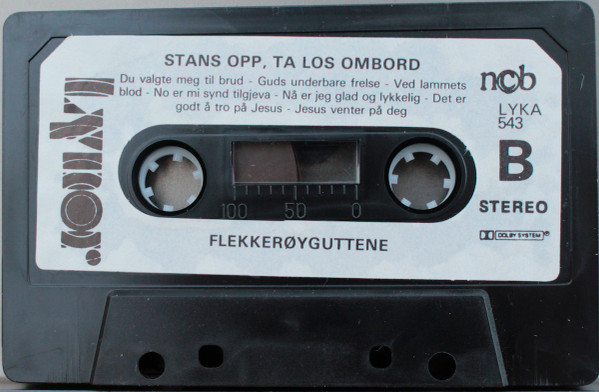 STANS OPP, TA LOS OMBORD
Du valgte meg til brud - Guds underbare frelse - Ved lammets
blod - No er mi synd tilgjeva - Nå er jeg glad og lykkelig - Det er
godt å tro på Jesus - Jesus venter på deg
ncb
LYKA
543
B
STEREO
DOLBY SYSTEM
Lynor
100 50 0
FLEKKERØYGUTTENE